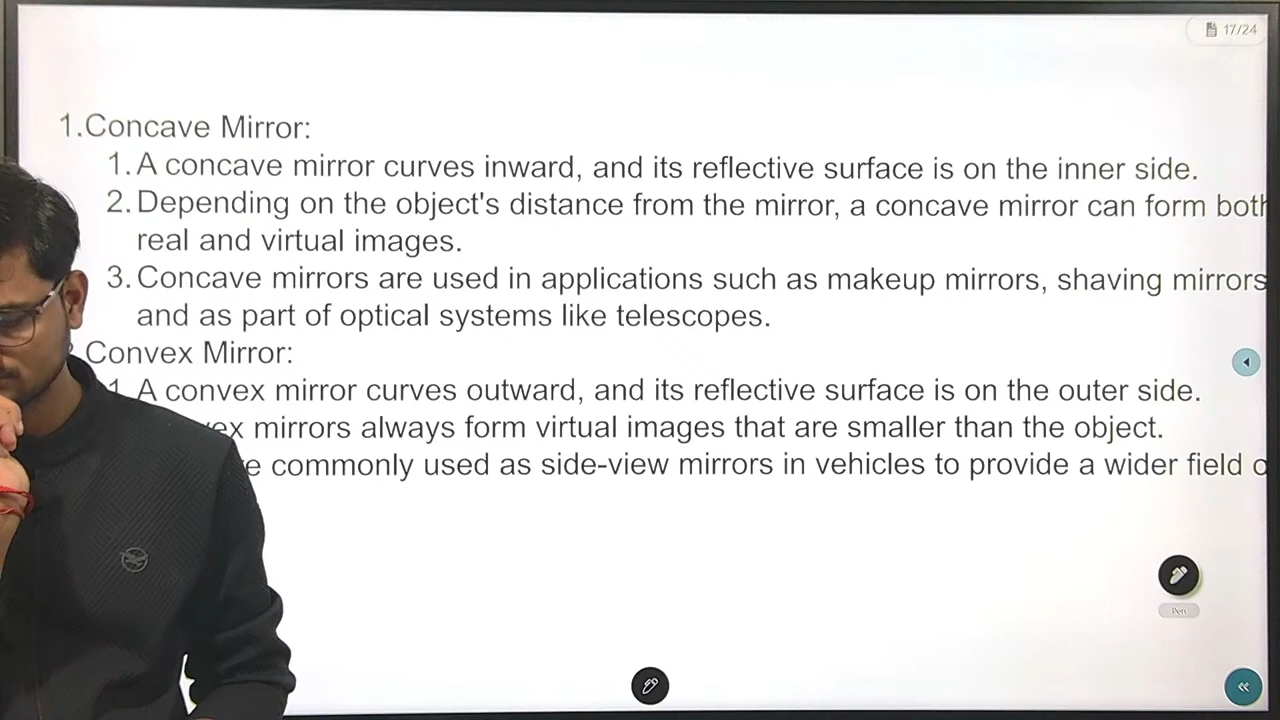 17/24
1.Concave Mirror:
1. A concave mirror curves inward, and its reflective surface is on the inner side.
2. Depending on the object's distance from the mirror, a concave mirror can form both
real and virtual images.
3. Concave mirrors are used in applications such as makeup mirrors, shaving mirrors
and as part of optical systems like telescopes.
Convex Mirror:
1. A convex mirror curves outward, and its reflective surface is on the outer side.
mirrors always form virtual images that are smaller than the object.
commonly used as side-view mirrors in vehicles to provide a wider field
Pen